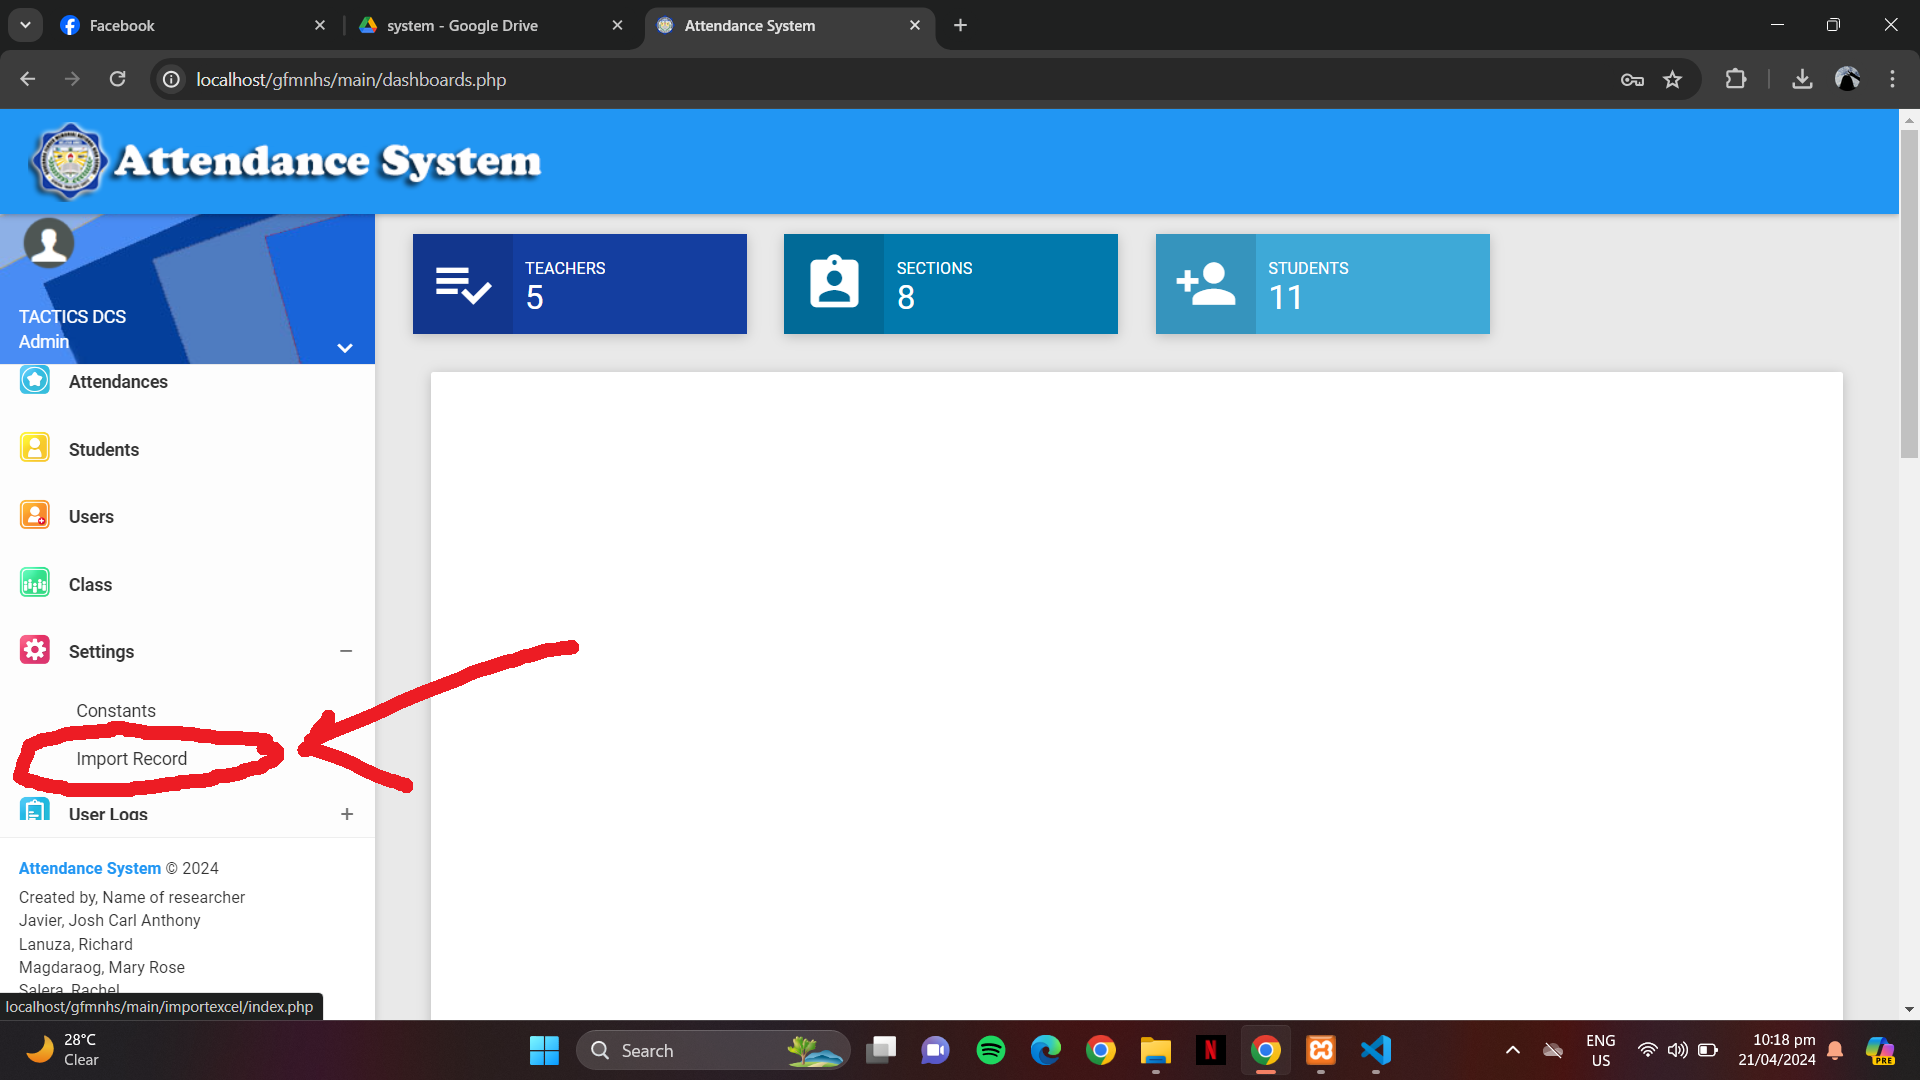 Facebook
system - Google Drive
Attendance System
localhost/gfmnhs/main/dashboards.php
Attendance System
TACTICS DCS
Admin
TEACHERS
5
SECTIONS
8
STUDENTS
11
Attendances
Students
Users
Class
Settings
Constants
Import Record
User Logs
Attendance System © 2024
Created by, Name of researcher
Javier, Josh Carl Anthony
Lanuza, Richard
Magdaraog, Mary Rose
Salera, Rachel
localhost/gfmnhs/main/importexcel/index.php
28°C
Clear
Search
N
ENG
US
10:18 pm
21/04/2024
PRE